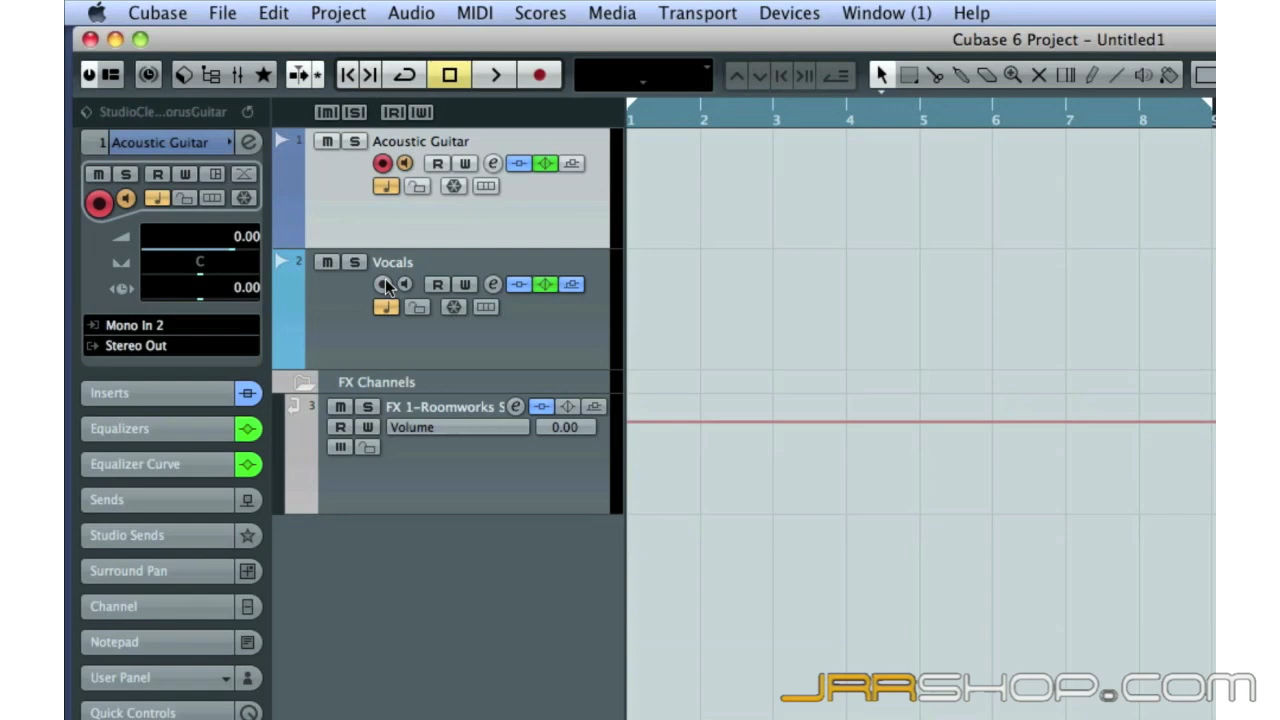 Cubase File Edit Project Audio MIDI Scores Media Transport Devices Window (1) Help
Cubase 6 Project - Untitled1
StudioCle...orusGuitar
1 Acoustic Guitar
m S R W
0.00
C
0.00
Mono In 2
Stereo Out
Inserts
Equalizers
Equalizer Curve
Sends
Studio Sends
Surround Pan
Channel
Notepad
User Panel
Quick Controls
m S R W
1 m S Acoustic Guitar
R W e
2 m S Vocals
R W e
FX Channels
3 m S FX 1-Roomworks S e
R W Volume 0.00
1 2 3 4 5 6 7 8 9
JRRSHOP.COM